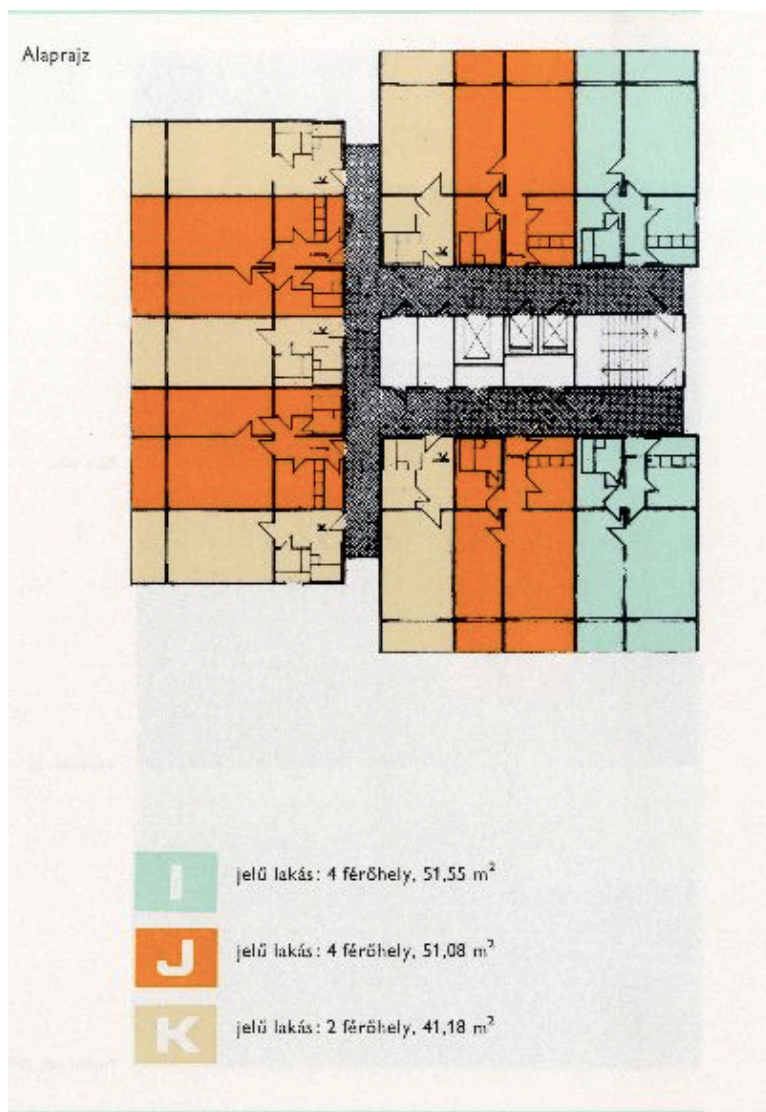 Alaprajz
I jelű lakás: 4 férőhely, 51,55 m²
J jelű lakás: 4 férőhely, 51,08 m²
K jelű lakás: 2 férőhely, 41,18 m²